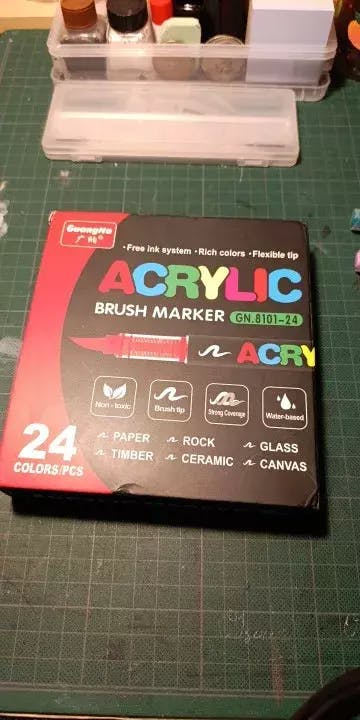 GuangNa
· Free ink system · Rich colors · Flexible tip
ACRYLIC
BRUSH MARKER GN.8101-24
ACRY
Non - toxic
Brush tip
Strong Coverage
Water-based
24
COLORS/PCS
PAPER ROCK GLASS
TIMBER CERAMIC CANVAS